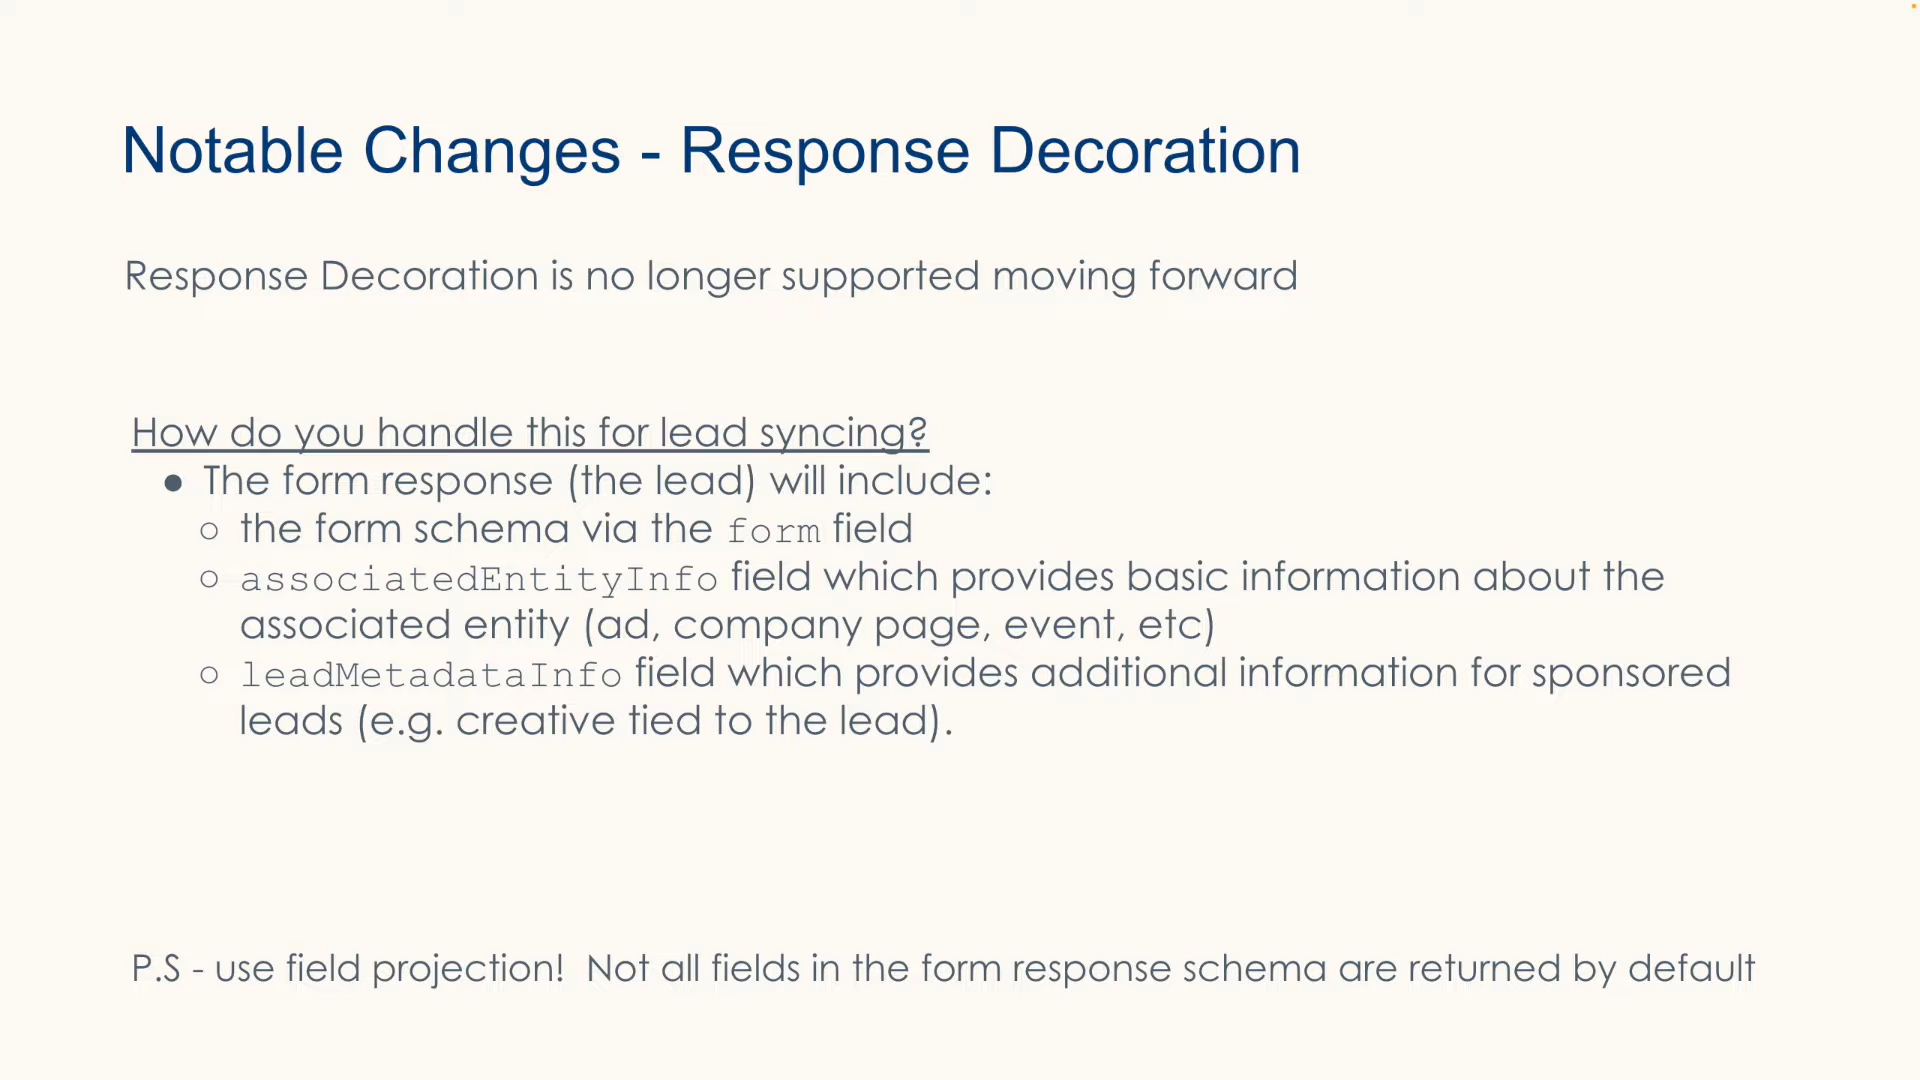 Notable Changes - Response Decoration
Response Decoration is no longer supported moving forward
How do you handle this for lead syncing?
● The form response (the lead) will include:
○ the form schema via the form field
○ associatedEntityInfo field which provides basic information about the
associated entity (ad, company page, event, etc)
○ leadMetadataInfo field which provides additional information for sponsored
leads (e.g. creative tied to the lead).
P.S - use field projection!  Not all fields in the form response schema are returned by default